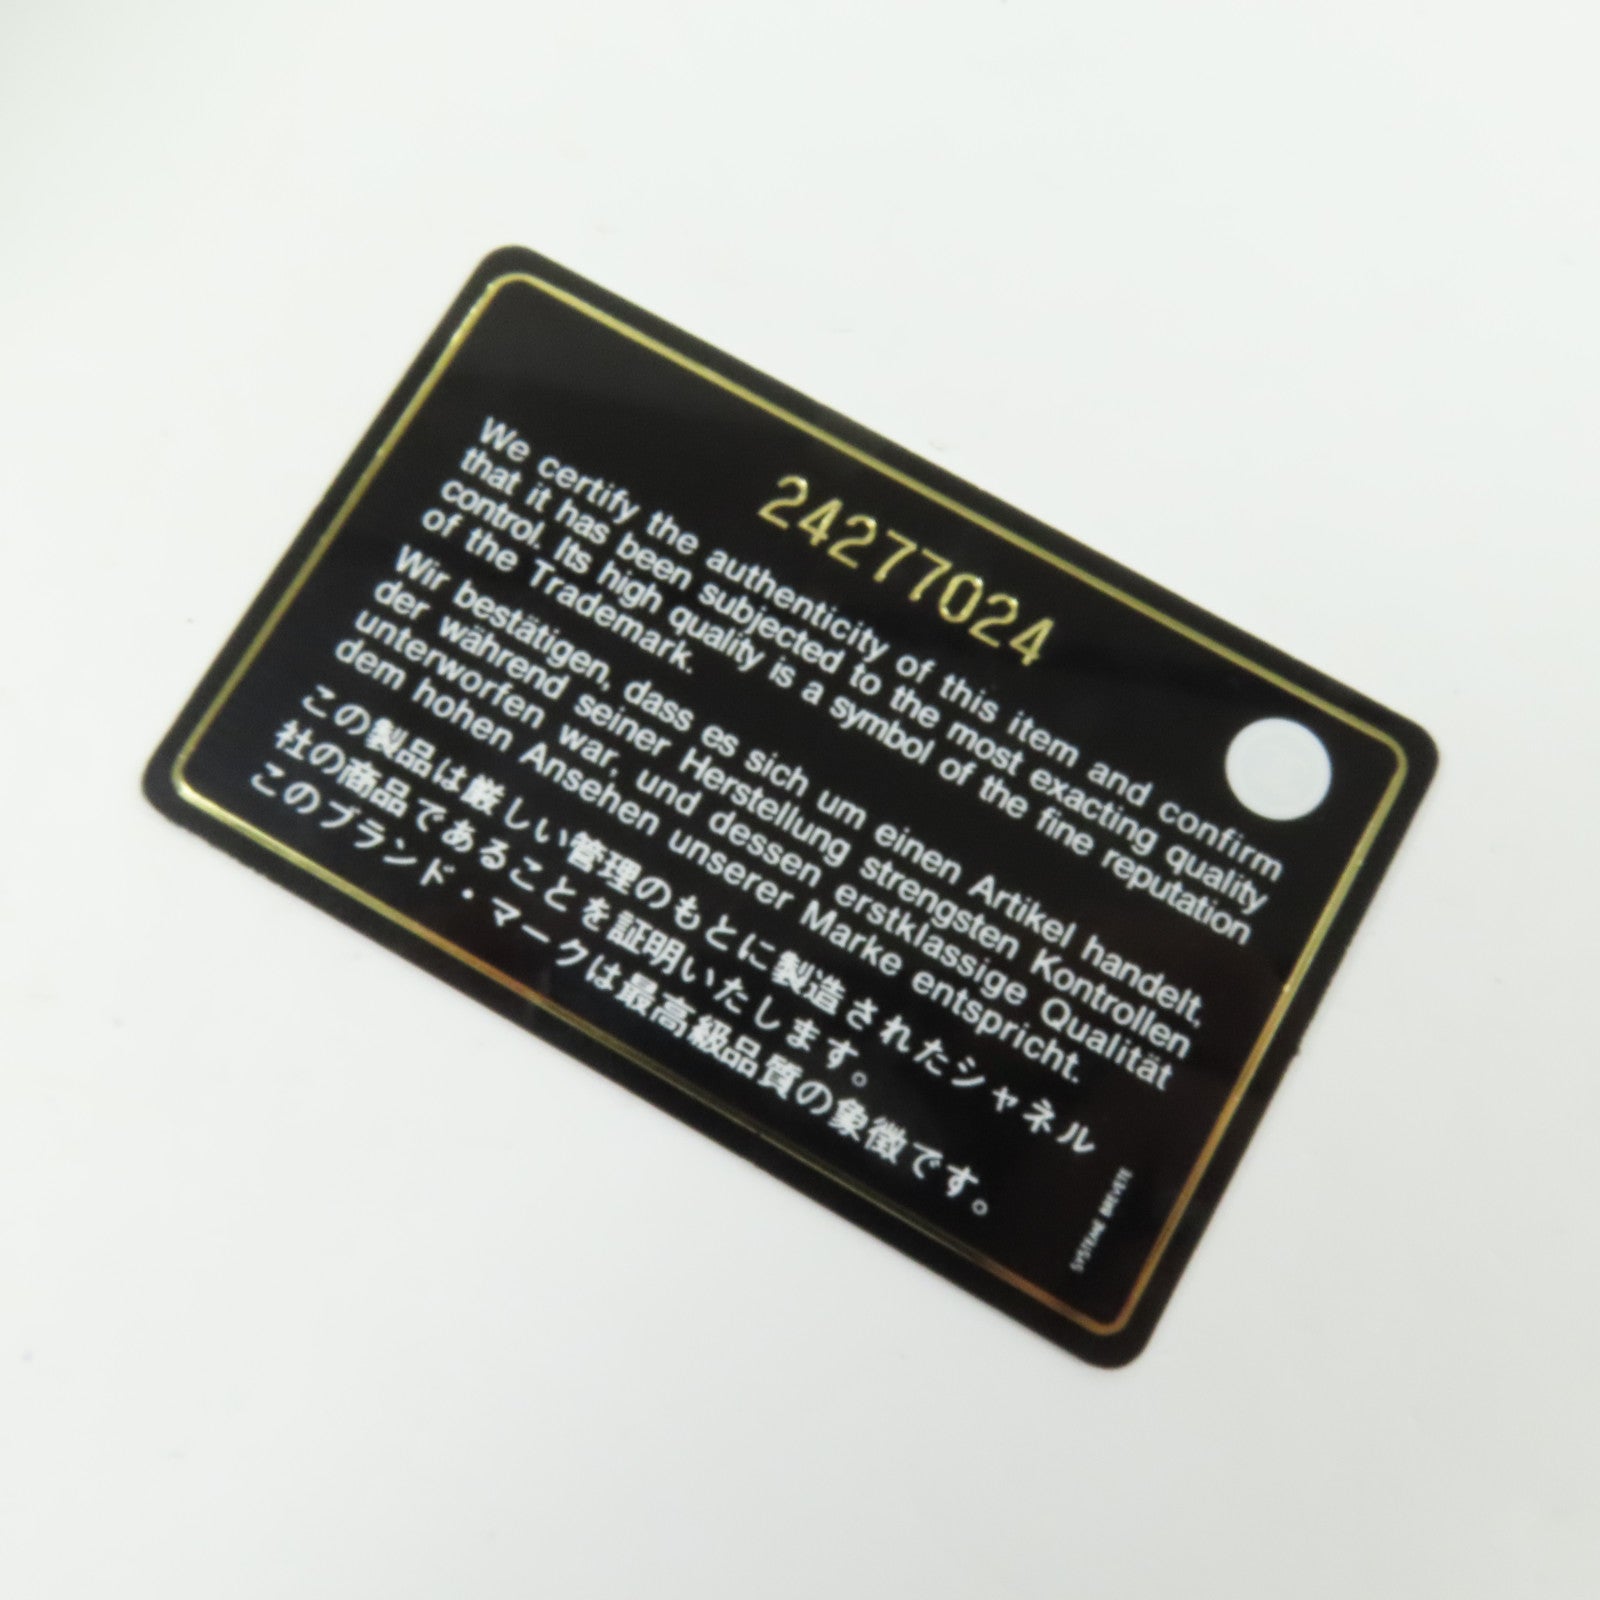 24277024
We certify the authenticity of this item and confirm
that it has been subjected to the most exacting quality
control. Its high quality is a symbol of the fine reputation
of the Trademark.
Wir bestätigen, dass es sich um einen Artikel handelt,
der während seiner Herstellung strengsten Kontrollen
unterworfen war, und dessen erstklassige Qualität
dem hohen Ansehen unserer Marke entspricht.
この製品は厳しい管理のもとに製造されたシャネル
社の商品であることを証明いたします。
このブランド・マークは最高級品質の象徴です。
SYSTEME BREVETE